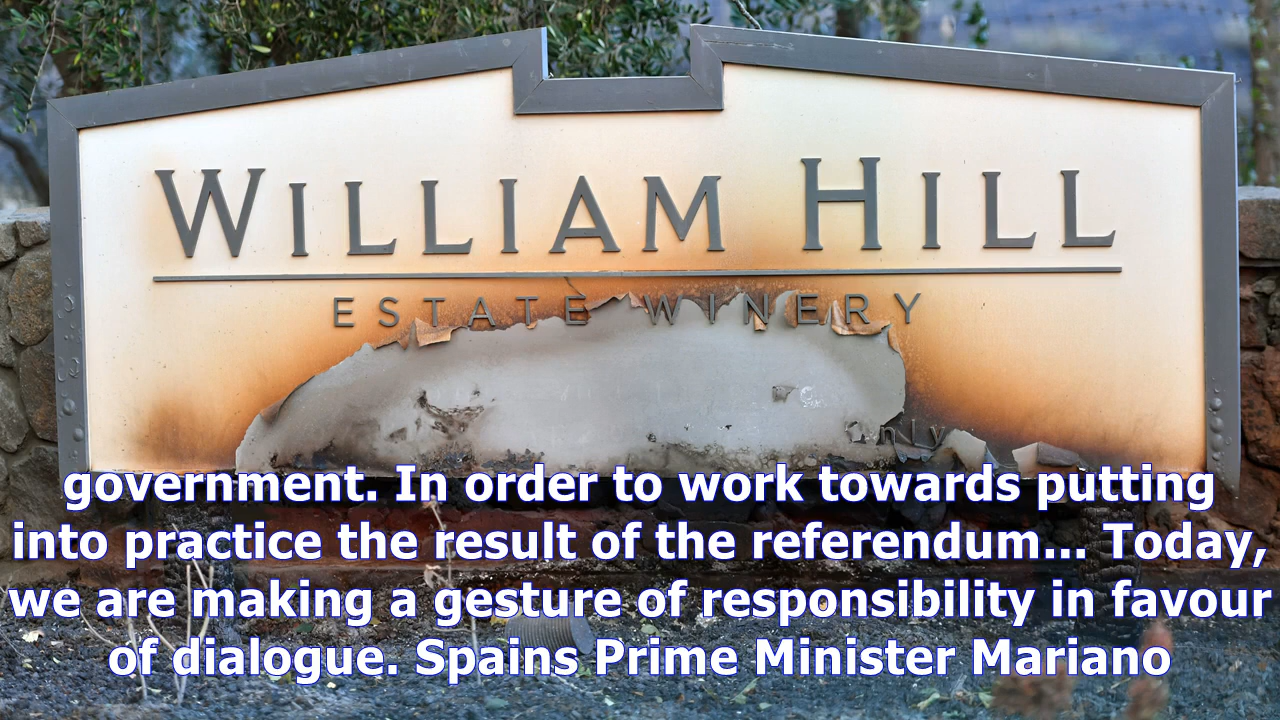 WILLIAM HILL
ESTATE WINERY
only
government. In order to work towards putting
into practice the result of the referendum... Today,
we are making a gesture of responsibility in favour
of dialogue. Spains Prime Minister Mariano